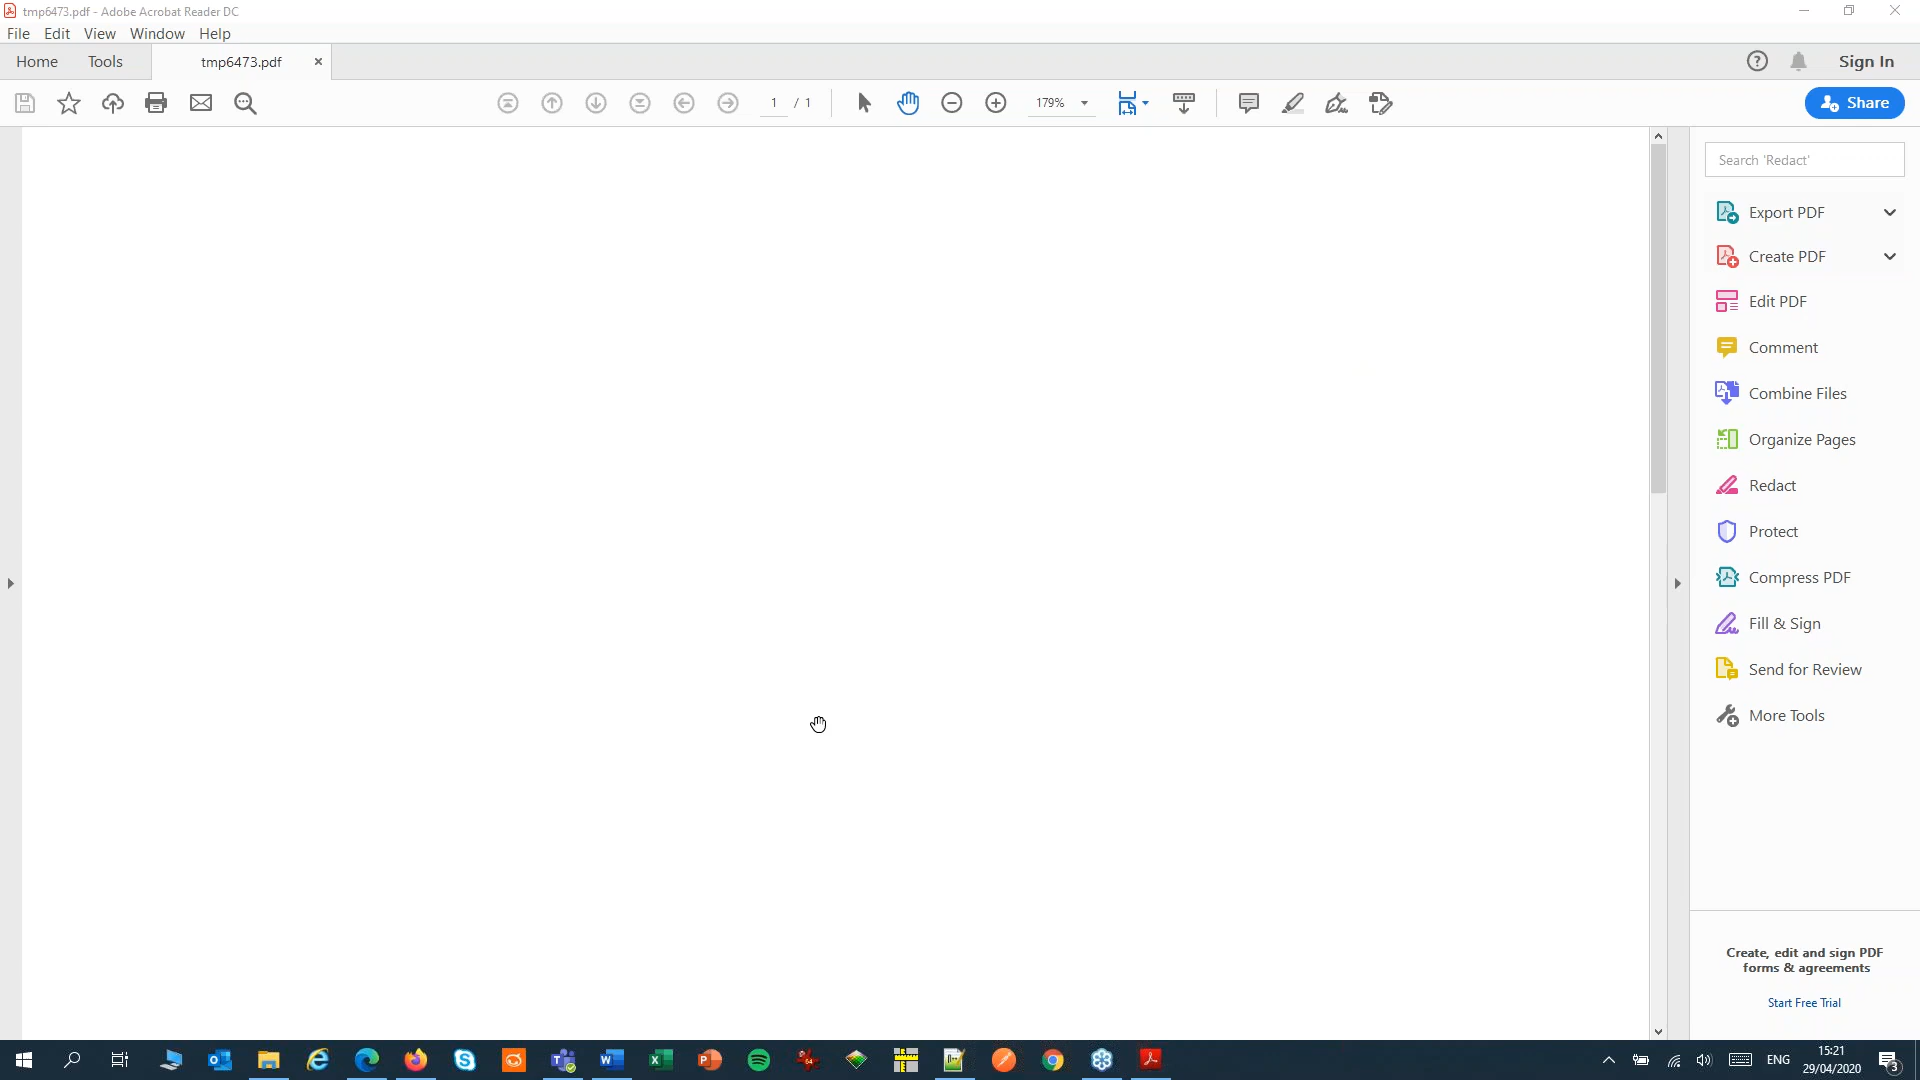 tmp6473.pdf - Adobe Acrobat Reader DC
File Edit View Window Help
Home Tools tmp6473.pdf Sign In
1 / 1 179% Share
Search 'Redact'
Export PDF
Create PDF
Edit PDF
Comment
Combine Files
Organize Pages
Redact
Protect
Compress PDF
Fill & Sign
Send for Review
More Tools
Create, edit and sign PDF
forms & agreements
Start Free Trial
ENG
15:21
29/04/2020
3